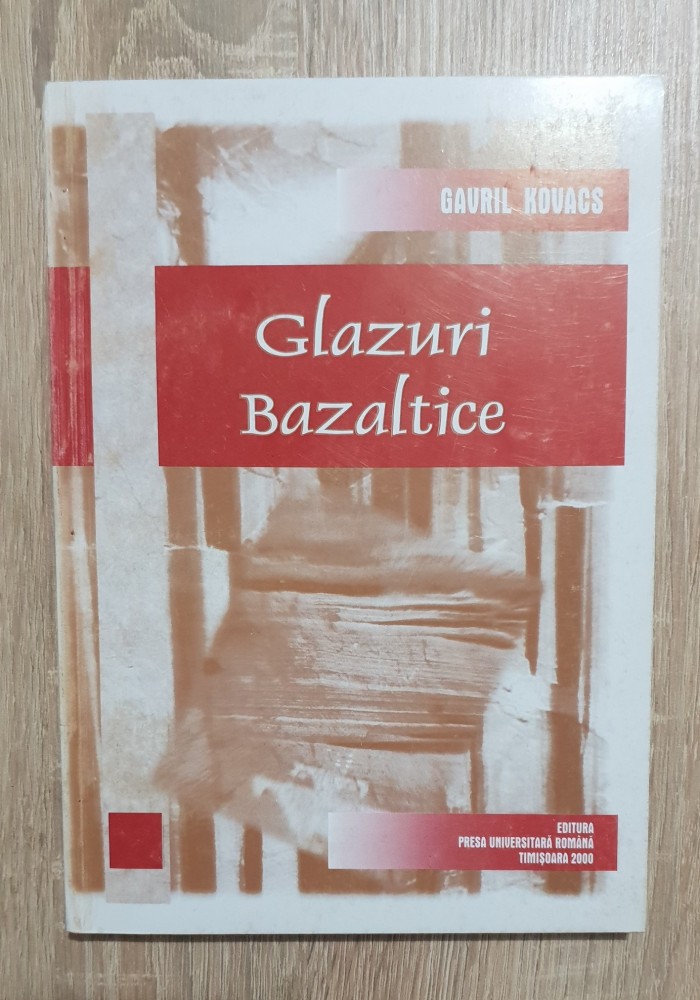 GAVRIL KOVACS
Glazuri
Bazaltice
EDITURA
PRESA UNIVERSITARĂ ROMÂNĂ
TIMIȘOARA 2000